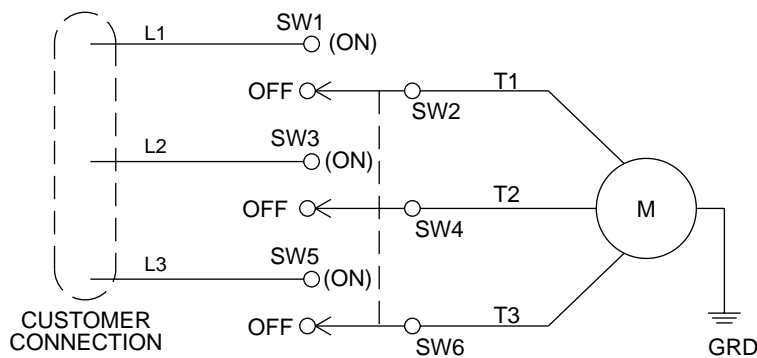 SW1
L1
(ON)
OFF
SW2
T1
SW3
L2
(ON)
OFF
SW4
T2
M
SW5
L3
(ON)
OFF
SW6
T3
CUSTOMER
CONNECTION
GRD